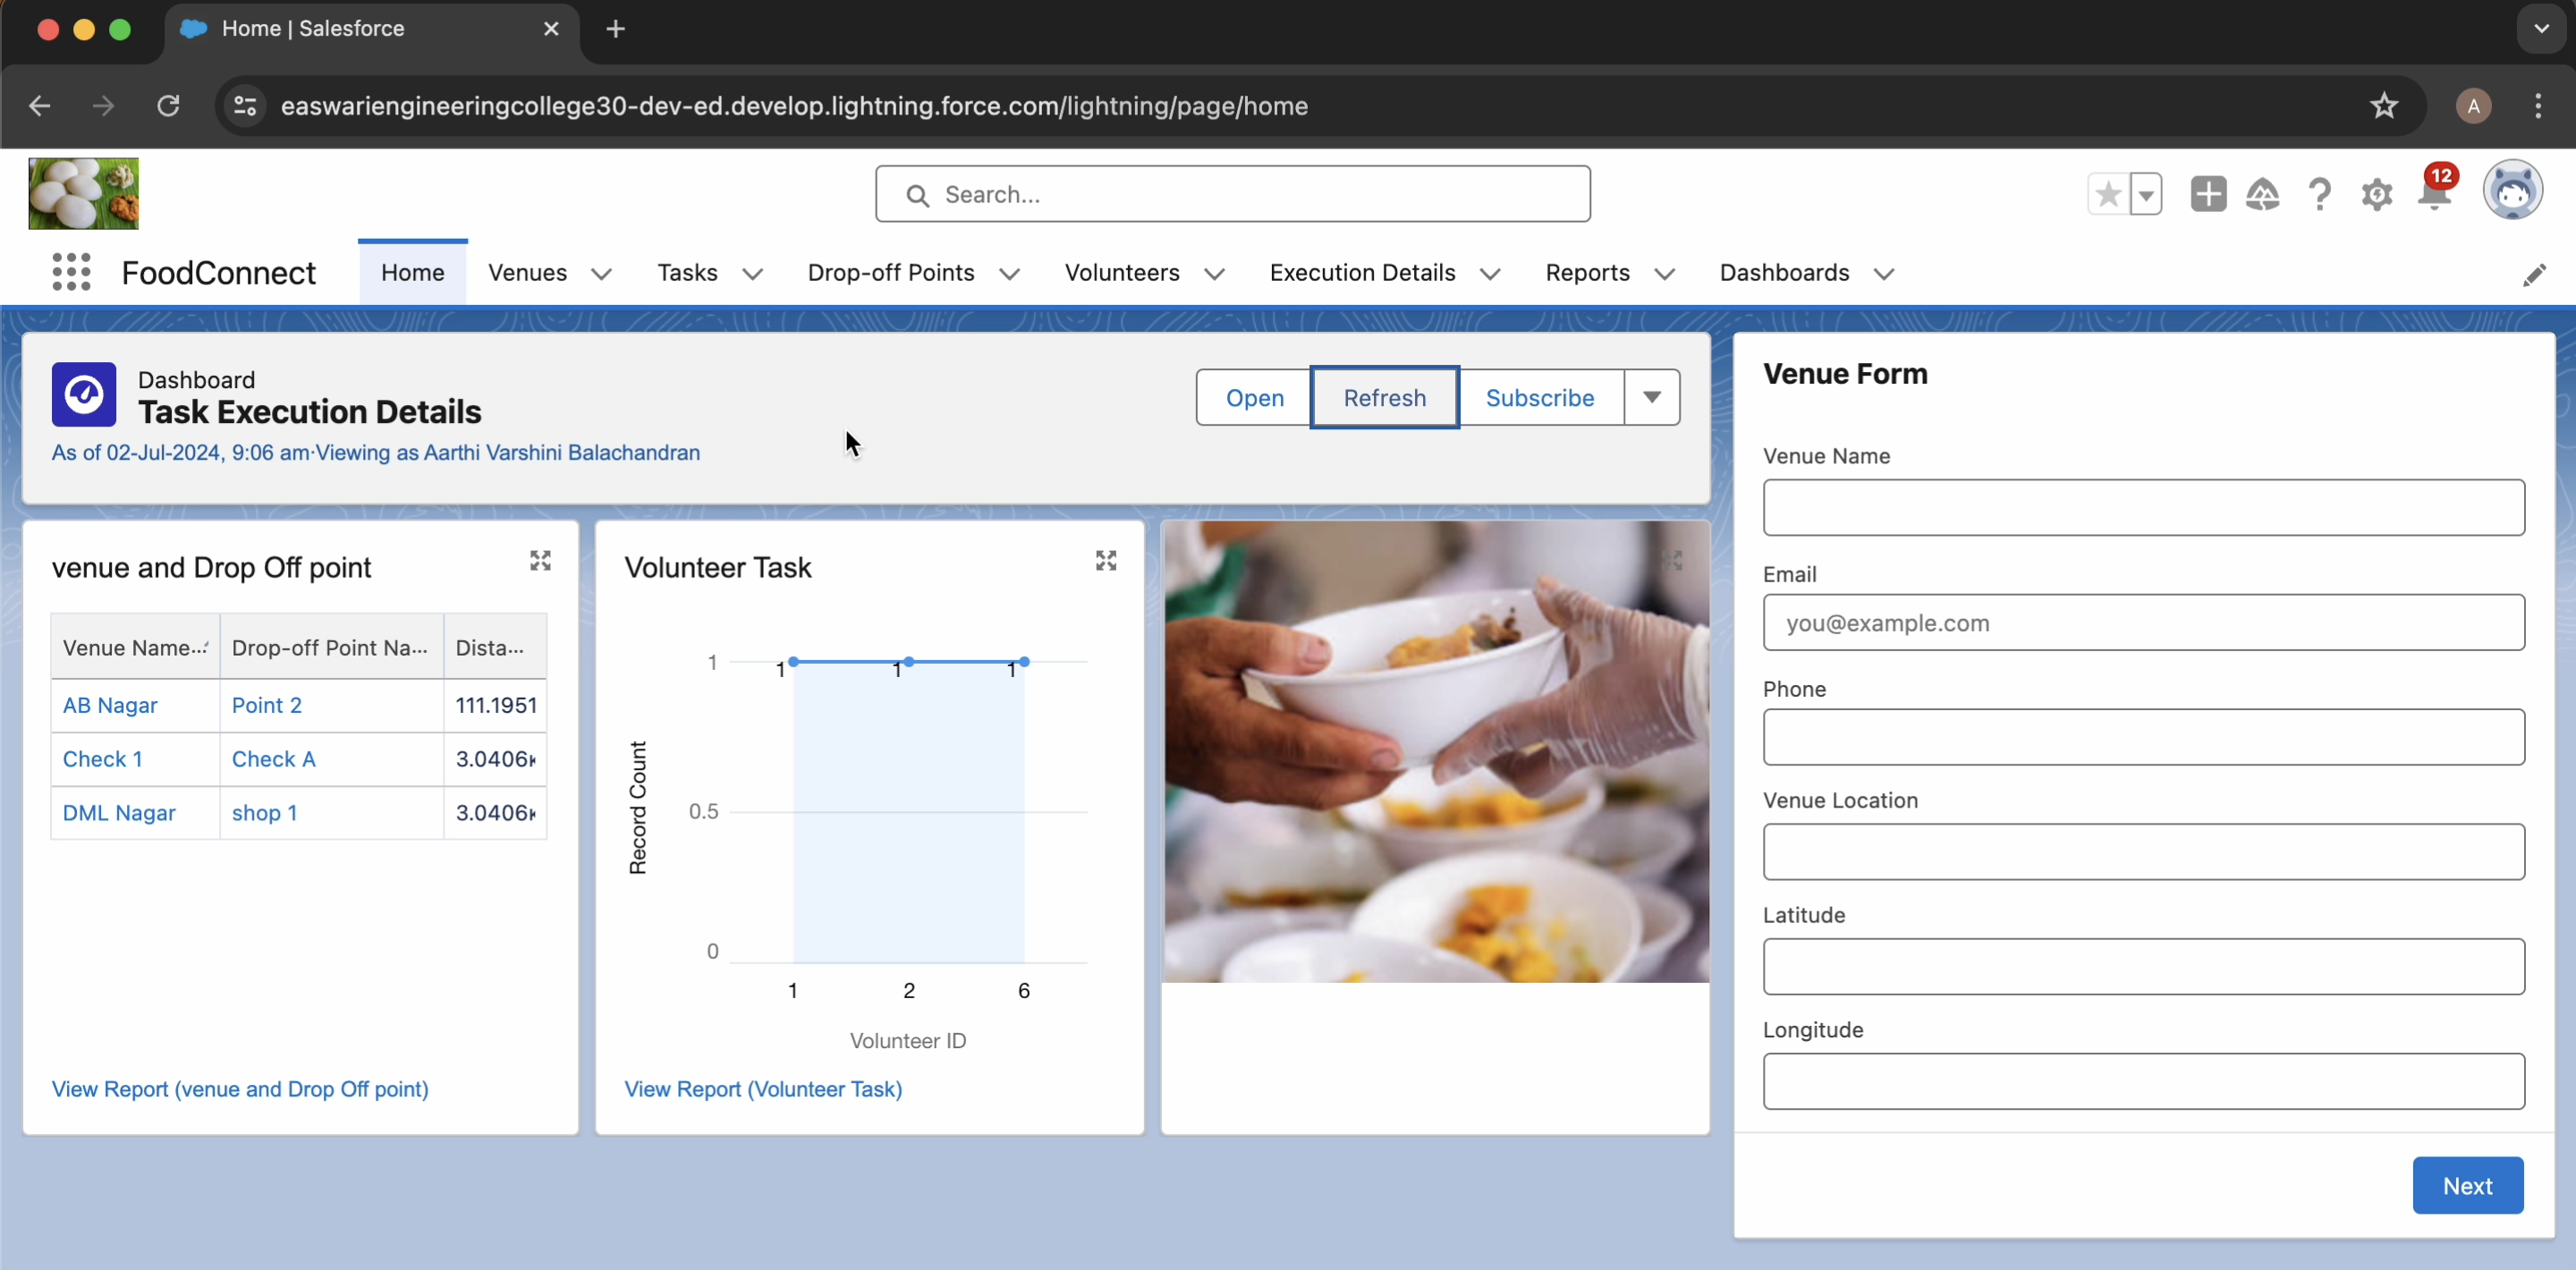 Home | Salesforce
easwariengineeringcollege30-dev-ed.develop.lightning.force.com/lightning/page/home
A
Search...
12
FoodConnect Home Venues Tasks Drop-off Points Volunteers Execution Details Reports Dashboards
Dashboard
Task Execution Details
As of 02-Jul-2024, 9:06 am·Viewing as Aarthi Varshini Balachandran
Open Refresh Subscribe
venue and Drop Off point
Venue Name... Drop-off Point Na... Dista...
AB Nagar Point 2 111.1951
Check 1 Check A 3.0406k
DML Nagar shop 1 3.0406k
View Report (venue and Drop Off point)
Volunteer Task
1
1 1 1
Record Count
0.5
0
1 2 6
Volunteer ID
View Report (Volunteer Task)
Venue Form
Venue Name
Email
you@example.com
Phone
Venue Location
Latitude
Longitude
Next